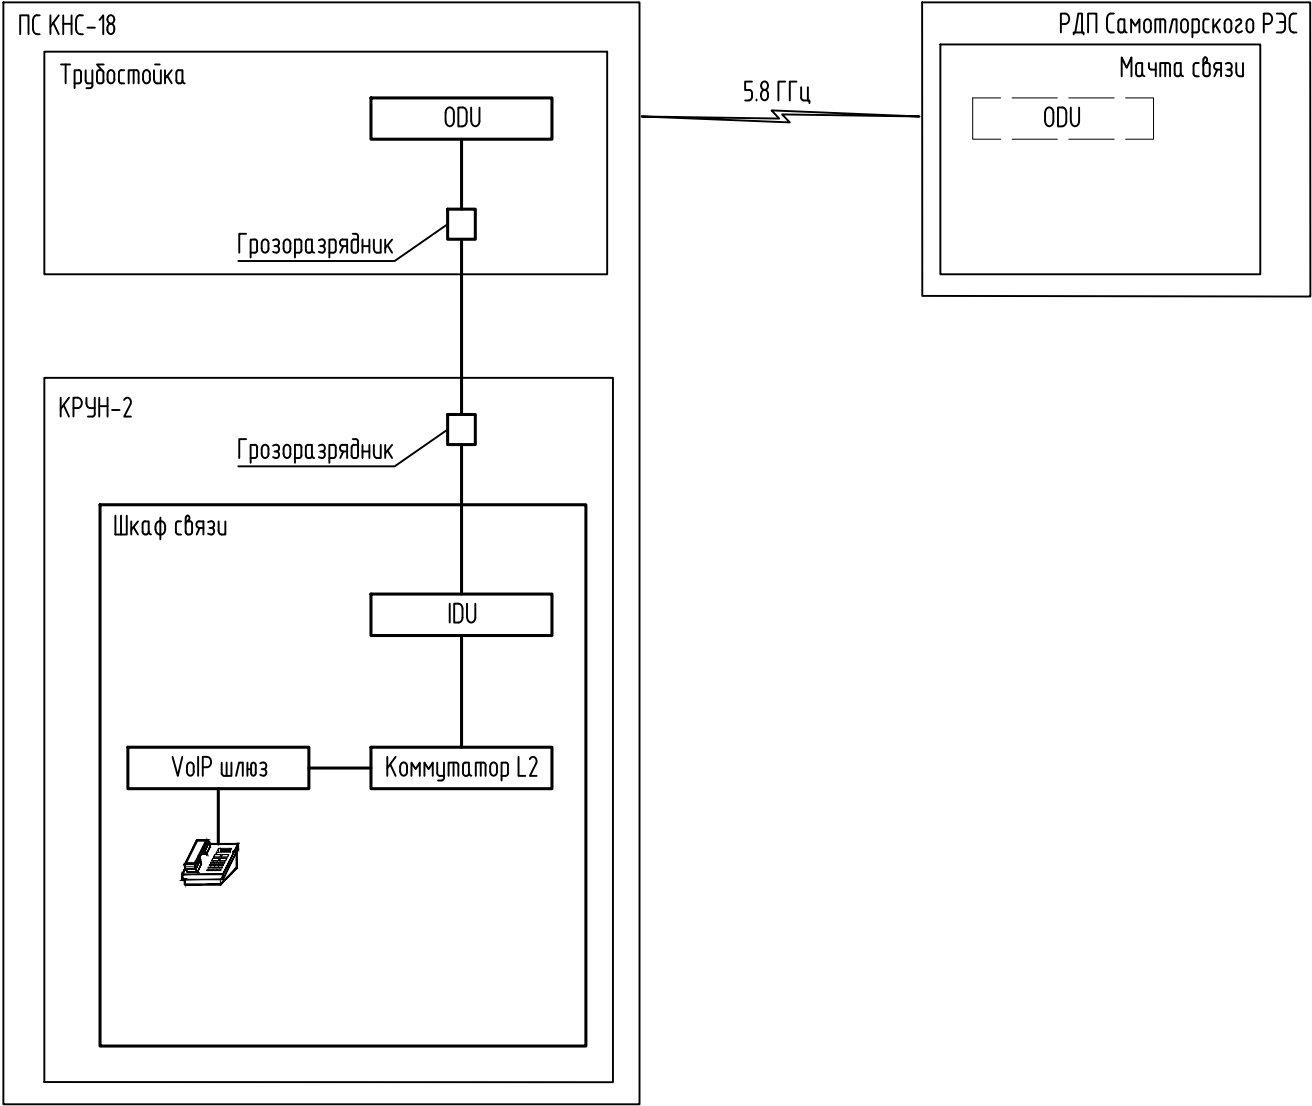 ПС КНС-18
Трубостойка
ODU
Грозоразрядник
5.8 ГГц
РДП Самотлорского РЭС
Мачта связи
ODU
КРУН-2
Грозоразрядник
Шкаф связи
IDU
VoIP шлюз
Коммутатор L2